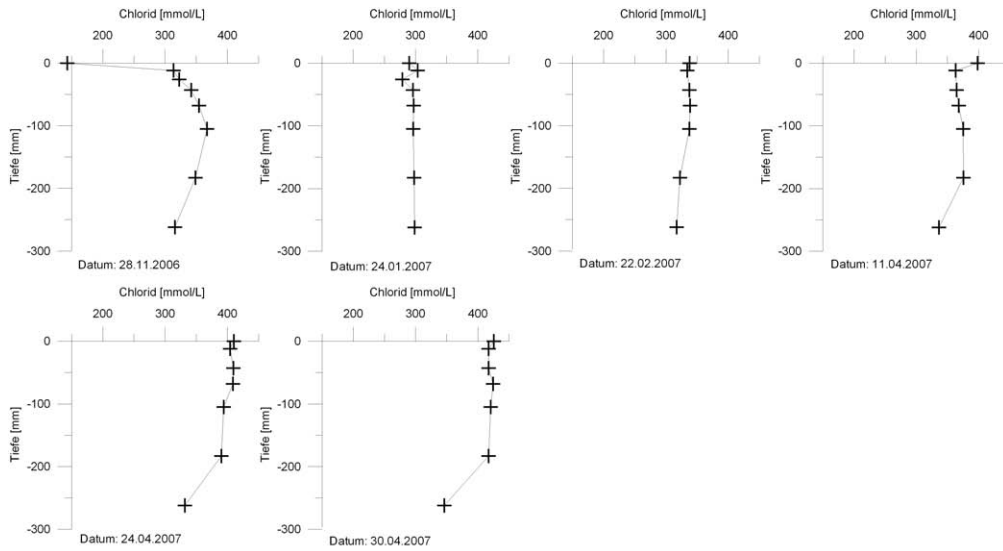 Chlorid [mmol/L]
200 300 400
0
-100
-200
-300
Tiefe [mm]
Datum: 28.11.2006
Chlorid [mmol/L]
200 300 400
0
-100
-200
-300
Tiefe [mm]
Datum: 24.01.2007
Chlorid [mmol/L]
200 300 400
0
-100
-200
-300
Tiefe [mm]
Datum: 22.02.2007
Chlorid [mmol/L]
200 300 400
0
-100
-200
-300
Tiefe [mm]
Datum: 11.04.2007
Chlorid [mmol/L]
200 300 400
0
-100
-200
-300
Tiefe [mm]
Datum: 24.04.2007
Chlorid [mmol/L]
200 300 400
0
-100
-200
-300
Tiefe [mm]
Datum: 30.04.2007